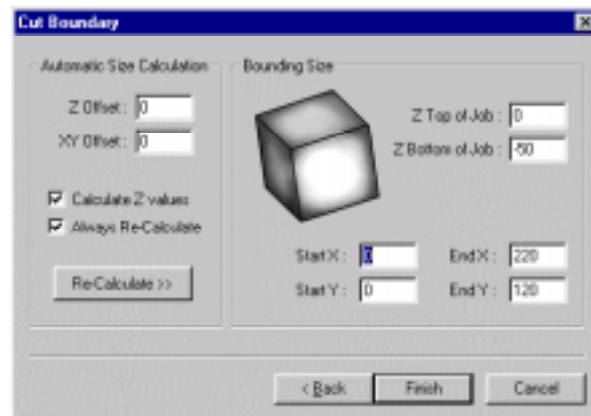 Cut Boundary
Automatic Size Calculation
Z Offset : 0
XY Offset : 0
Calculate Z values
Always Re-Calculate
Re-Calculate >>
Bounding Size
Z Top of Job : 0
Z Bottom of Job : -50
Start X : 0
End X : 220
Start Y : 0
End Y : 120
< Back
Finish
Cancel